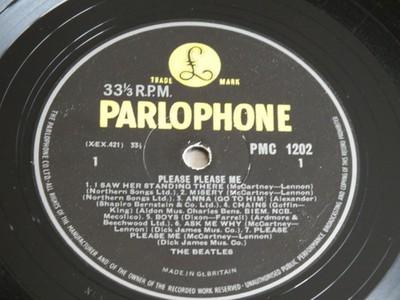 £
TRADE MARK
33⅓ R.P.M.
PARLOPHONE
(X-EX.421) 33⅓
PMC 1202
1
1
PLEASE PLEASE ME
1. I SAW HER STANDING THERE (McCartney—Lennon)
(Northern Songs Ltd.) 2. MISERY (McCartney—Lennon)
(Northern Songs Ltd.) 3. ANNA (GO TO HIM) (Alexander)
(Shapiro Bernstein & Co. Ltd.) 4. CHAINS (Goffin—
King) (Aldon Mus. Charles Bens. BIEM. NCB.
Mecolico) 5. BOYS (Dixon—Farrell) (Ardmore &
Beechwood Ltd.) 6. ASK ME WHY (McCartney—
Lennon) (Dick James Mus. Co.) 7. PLEASE
PLEASE ME (McCartney—Lennon)
(Dick James Mus. Co.)
THE BEATLES
MADE IN GT. BRITAIN
THE PARLOPHONE CO. LTD. ALL RIGHTS OF THE MANUFACTURER AND OF THE OWNER OF THE RECORDED WORK RESERVED UNAUTHORISED PUBLIC PERFORMANCE BROADCASTING AND COPYING OF THIS RECORD PROHIBITED